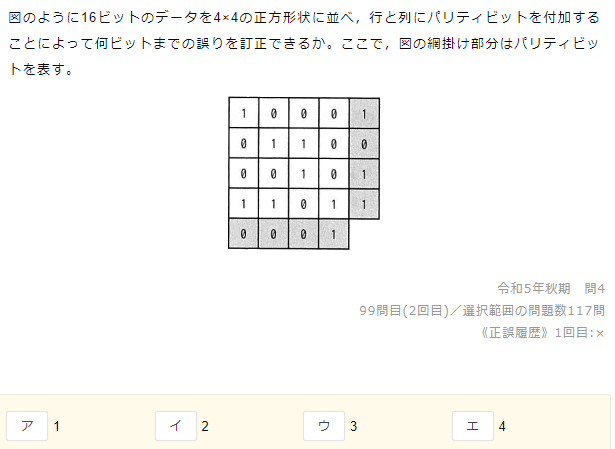 図のように16ビットのデータを4×4の正方形状に並べ，行と列にパリティビットを付加する
ことによって何ビットまでの誤りを訂正できるか。ここで，図の網掛け部分はパリティビッ
トを表す。
1 0 0 0 1
0 1 1 0 0
0 0 1 0 1
1 1 0 1 1
0 0 0 1
令和5年秋期　問4
99問目(2回目)／選択範囲の問題数117問
《正誤履歴》1回目:×
ア 1 イ 2 ウ 3 エ 4